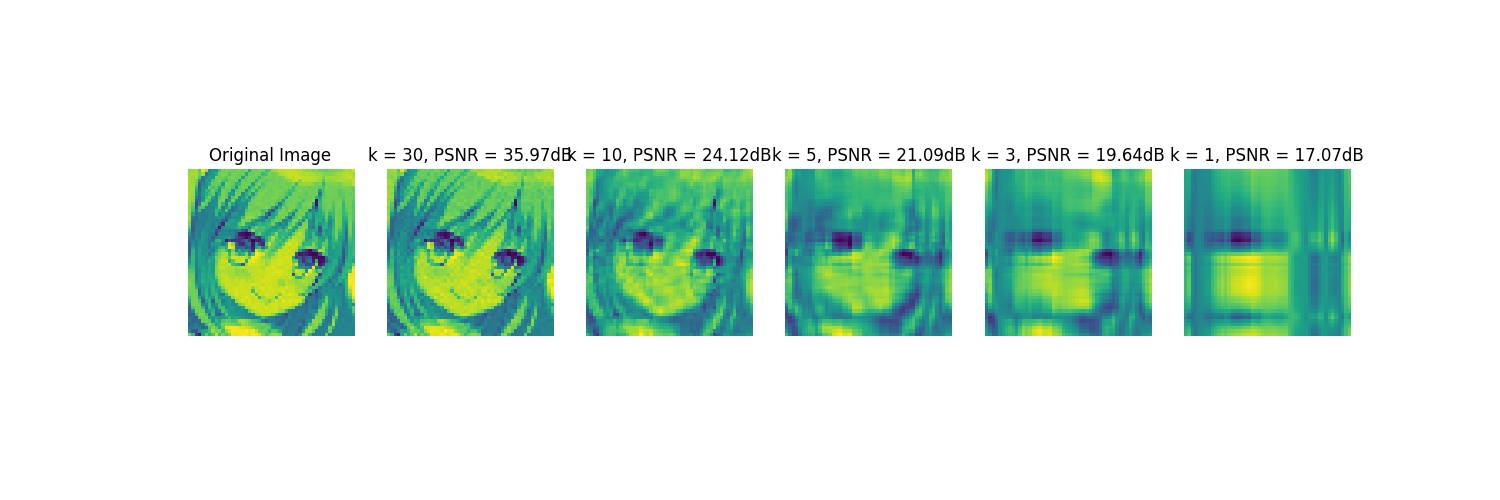 Original Image
k = 30, PSNR = 35.97dB
k = 10, PSNR = 24.12dB
k = 5, PSNR = 21.09dB
k = 3, PSNR = 19.64dB
k = 1, PSNR = 17.07dB